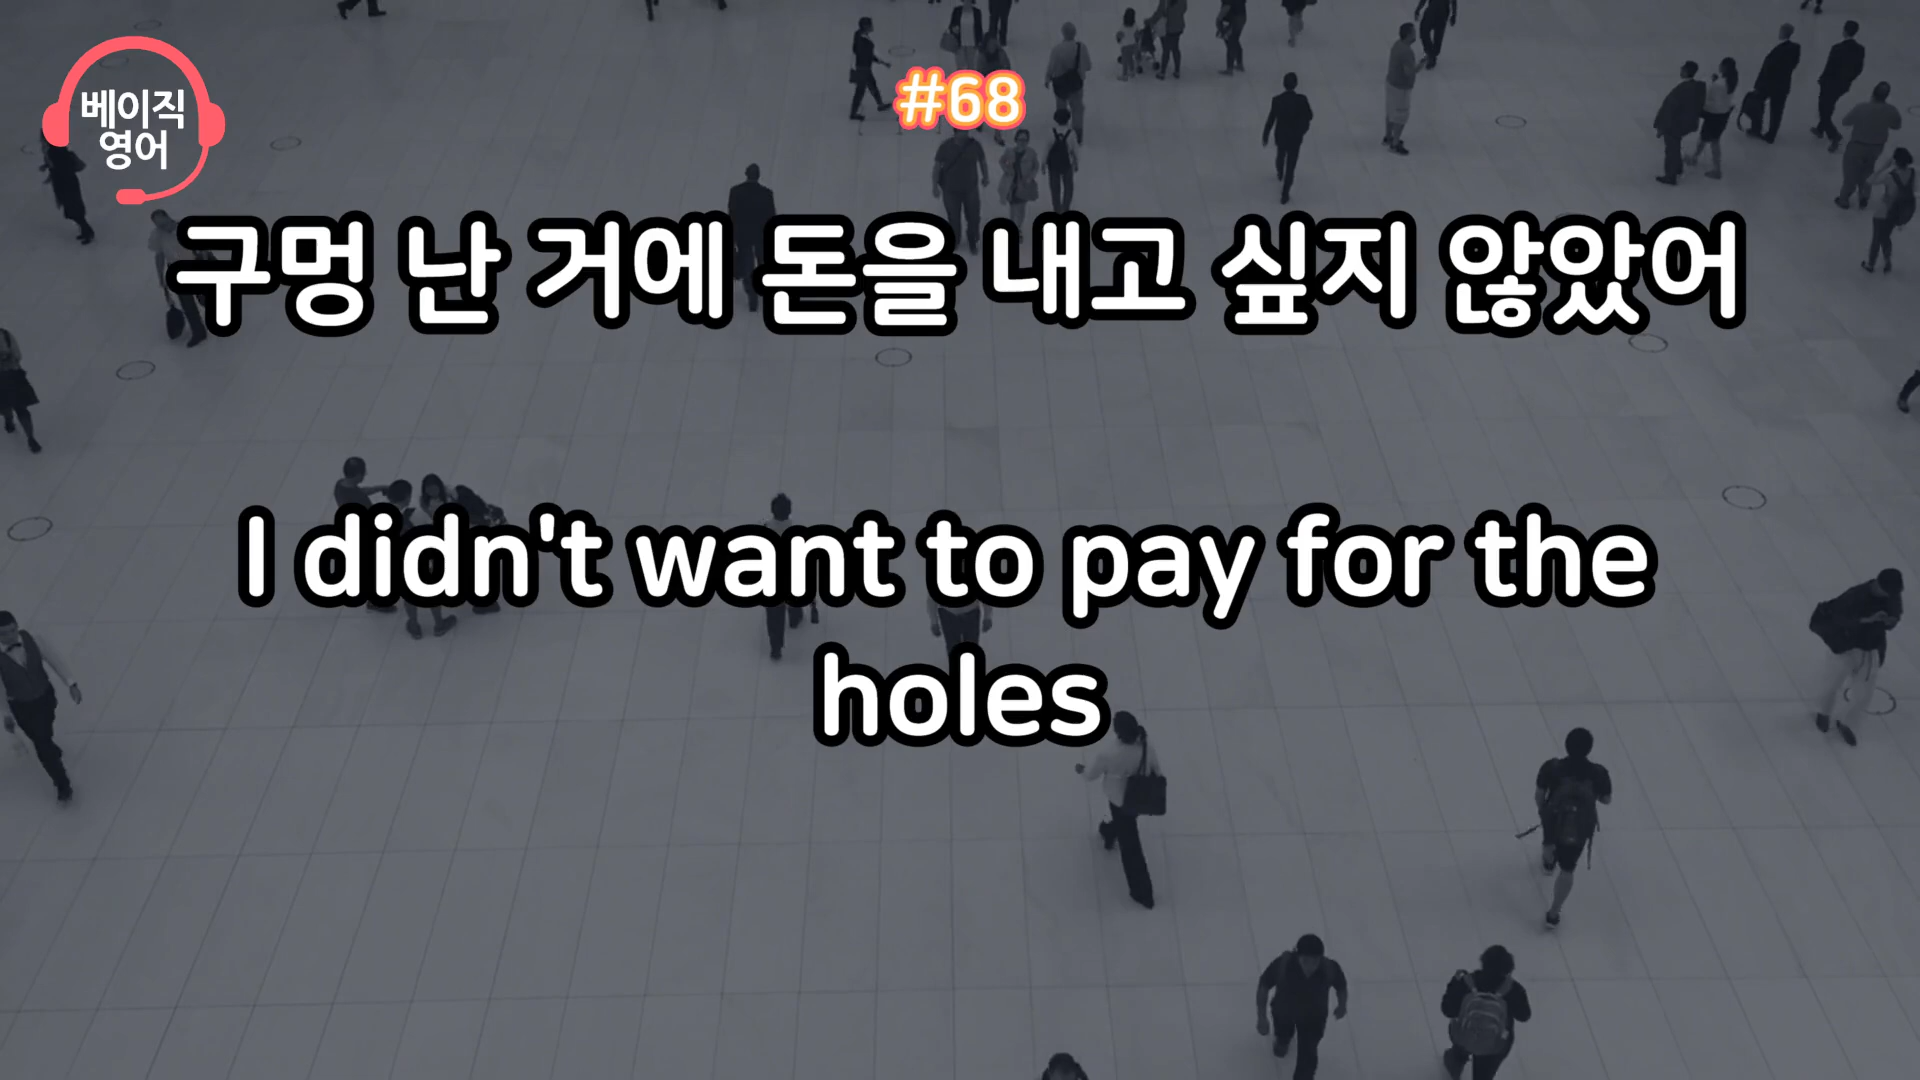 베이직
영어
#68
구멍 난 거에 돈을 내고 싶지 않았어
I didn't want to pay for the
holes